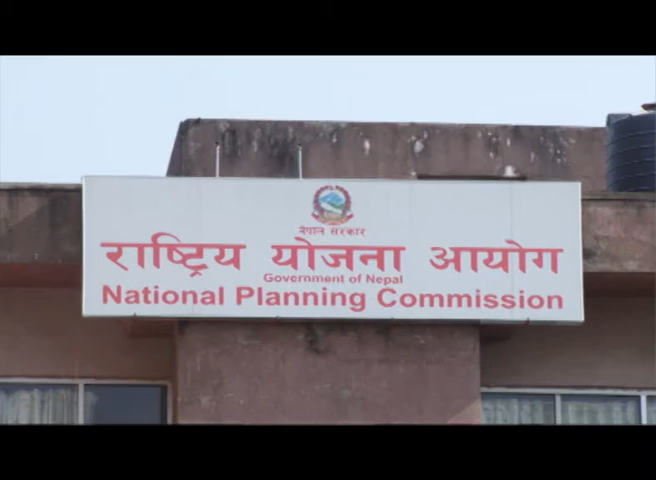 नेपाल सरकार
राष्ट्रिय योजना आयोग
Government of Nepal
National Planning Commission